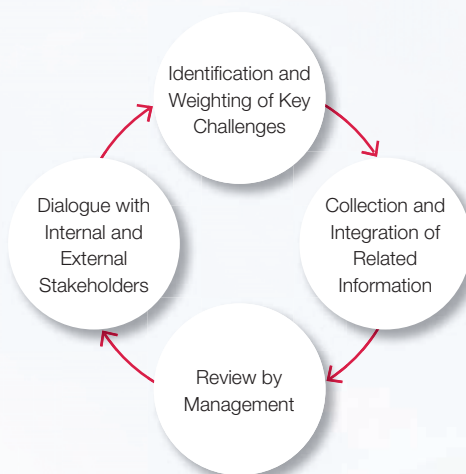 Identification and
Weighting of Key
Challenges
Collection and
Integration of
Related
Information
Review by
Management
Dialogue with
Internal and
External
Stakeholders